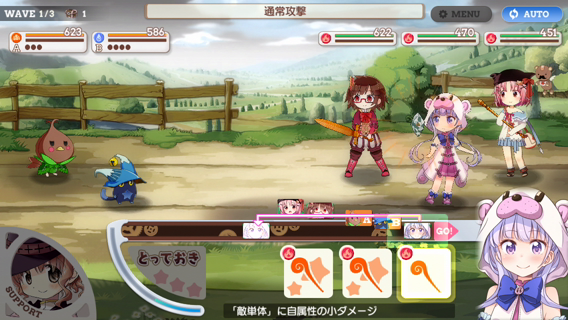 WAVE 1/3 1
通常攻撃
MENU
AUTO
623
A
586
B
622
470
451
GO!
とっておき
SUPPORT
「敵単体」に自属性の小ダメージ